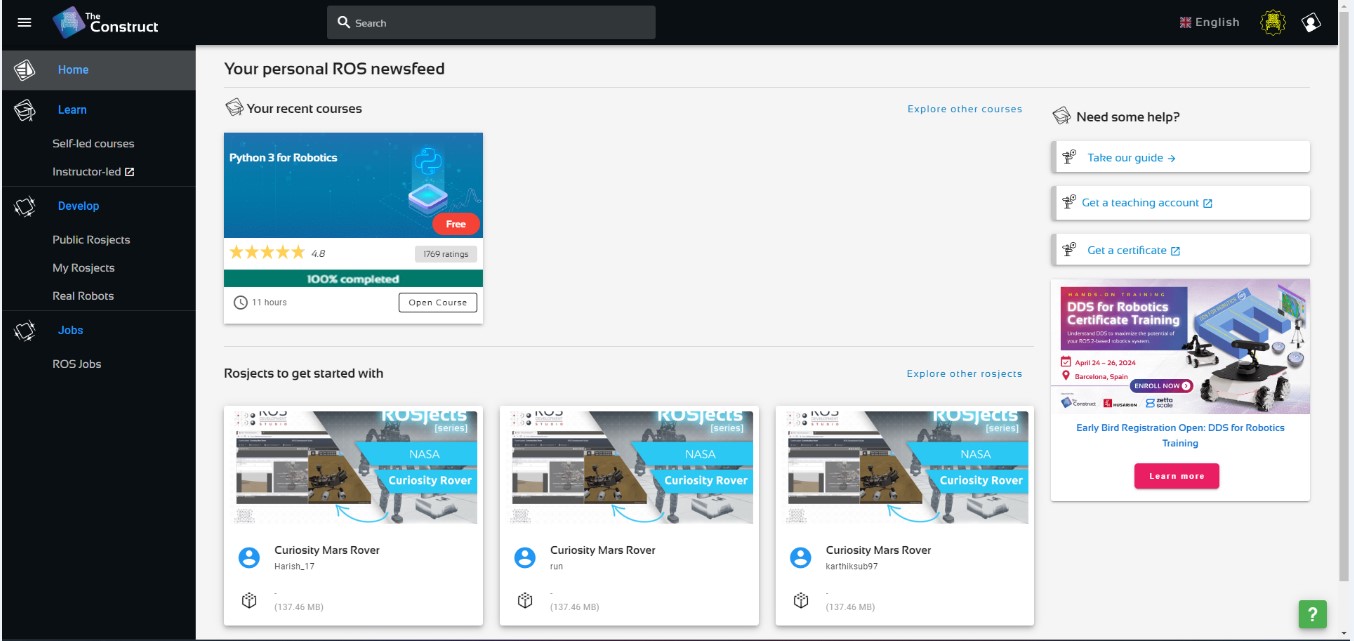 The
Construct
Search
English
Home
Learn
Self-led courses
Instructor-led
Develop
Public Rosjects
My Rosjects
Real Robots
Jobs
ROS Jobs
Your personal ROS newsfeed
Your recent courses
Explore other courses
Python 3 for Robotics
Free
4.8
1769 ratings
100% completed
11 hours
Open Course
Need some help?
Take our guide →
Get a teaching account
Get a certificate
HANDS-ON TRAINING
DDS for Robotics
Certificate Training
Understand DDS to maximize the potential of
your ROS 2-based robotics system.
April 24 – 26, 2024
Barcelona, Spain
ENROLL NOW
The Construct
HUSARION
zetta scale
Early Bird Registration Open: DDS for Robotics
Training
Learn more
Rosjects to get started with
Explore other rosjects
ROSjects
[series]
NASA
Curiosity Rover
Curiosity Mars Rover
Harish_17
-
(137.46 MB)
ROSjects
[series]
NASA
Curiosity Rover
Curiosity Mars Rover
run
-
(137.46 MB)
ROSjects
[series]
NASA
Curiosity Rover
Curiosity Mars Rover
karthiksub97
-
(137.46 MB)
?